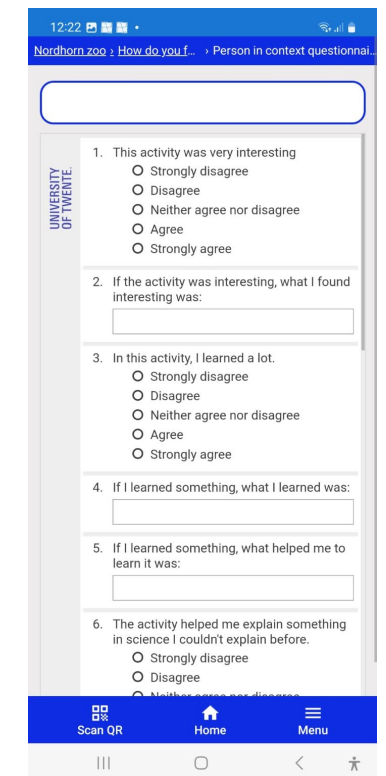 12:22
Nordhorn zoo › How do you f... › Person in context questionnai...
UNIVERSITY
OF TWENTE.
1. This activity was very interesting
Strongly disagree
Disagree
Neither agree nor disagree
Agree
Strongly agree
2. If the activity was interesting, what I found
interesting was:
3. In this activity, I learned a lot.
Strongly disagree
Disagree
Neither agree nor disagree
Agree
Strongly agree
4. If I learned something, what I learned was:
5. If I learned something, what helped me to
learn it was:
6. The activity helped me explain something
in science I couldn't explain before.
Strongly disagree
Disagree
Neither agree nor disagree
Scan QR
Home
Menu